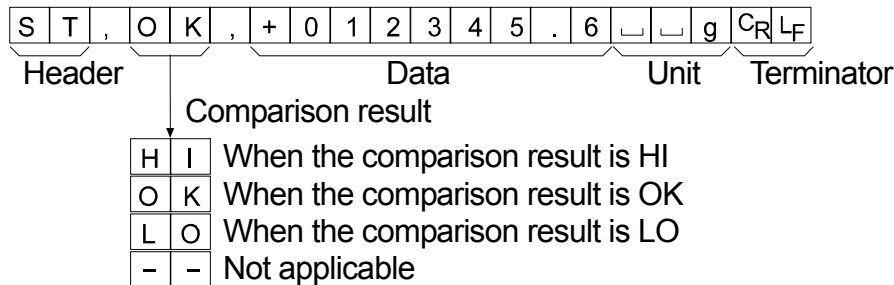 S T , O K , + 0 1 2 3 4 5 . 6 ␣ ␣ g CR LF
Header Data Unit Terminator
Comparison result
H I When the comparison result is HI
O K When the comparison result is OK
L O When the comparison result is LO
– – Not applicable